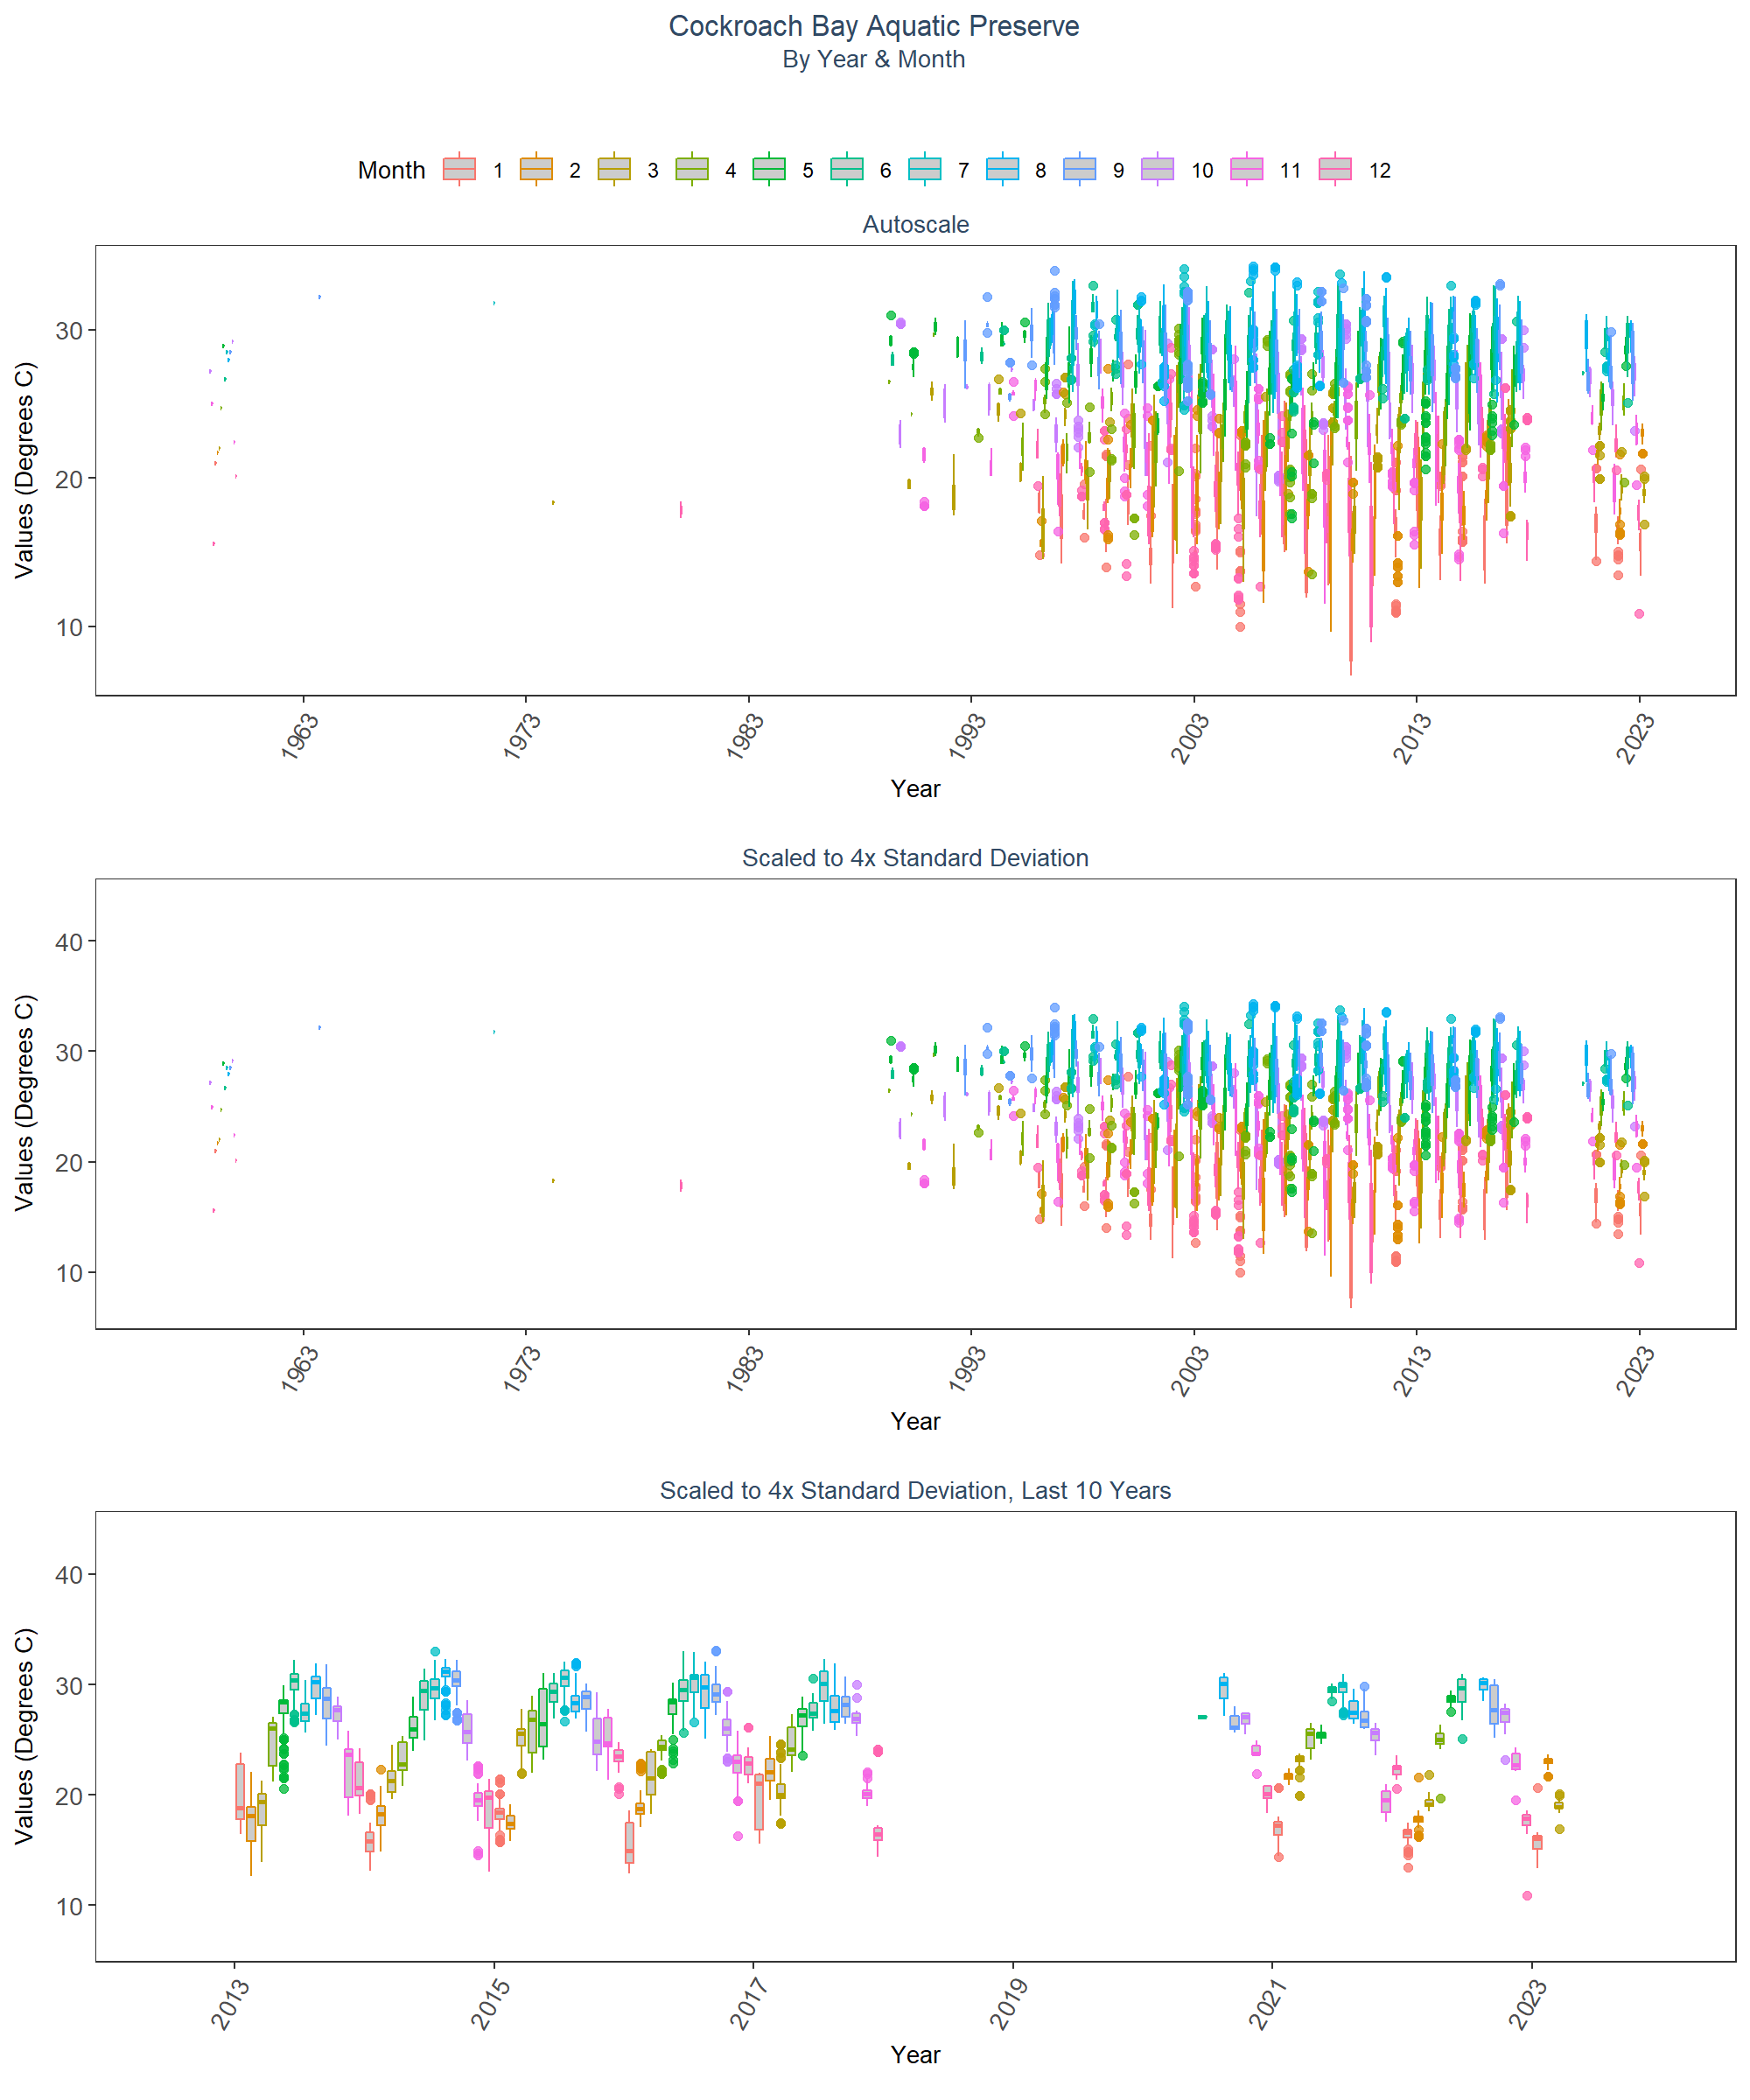 Cockroach Bay Aquatic Preserve
By Year & Month
Month 1 2 3 4 5 6 7 8 9 10 11 12
Autoscale
Values (Degrees C)
30
20
10
1963 1973 1983 1993 2003 2013 2023
Year
Scaled to 4x Standard Deviation
Values (Degrees C)
40
30
20
10
1963 1973 1983 1993 2003 2013 2023
Year
Scaled to 4x Standard Deviation, Last 10 Years
Values (Degrees C)
40
30
20
10
2013 2015 2017 2019 2021 2023
Year